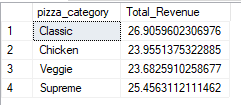 pizza_category Total_Revenue
1 Classic 26.9059602306976
2 Chicken 23.9551375322885
3 Veggie 23.6825910258677
4 Supreme 25.4563112111462